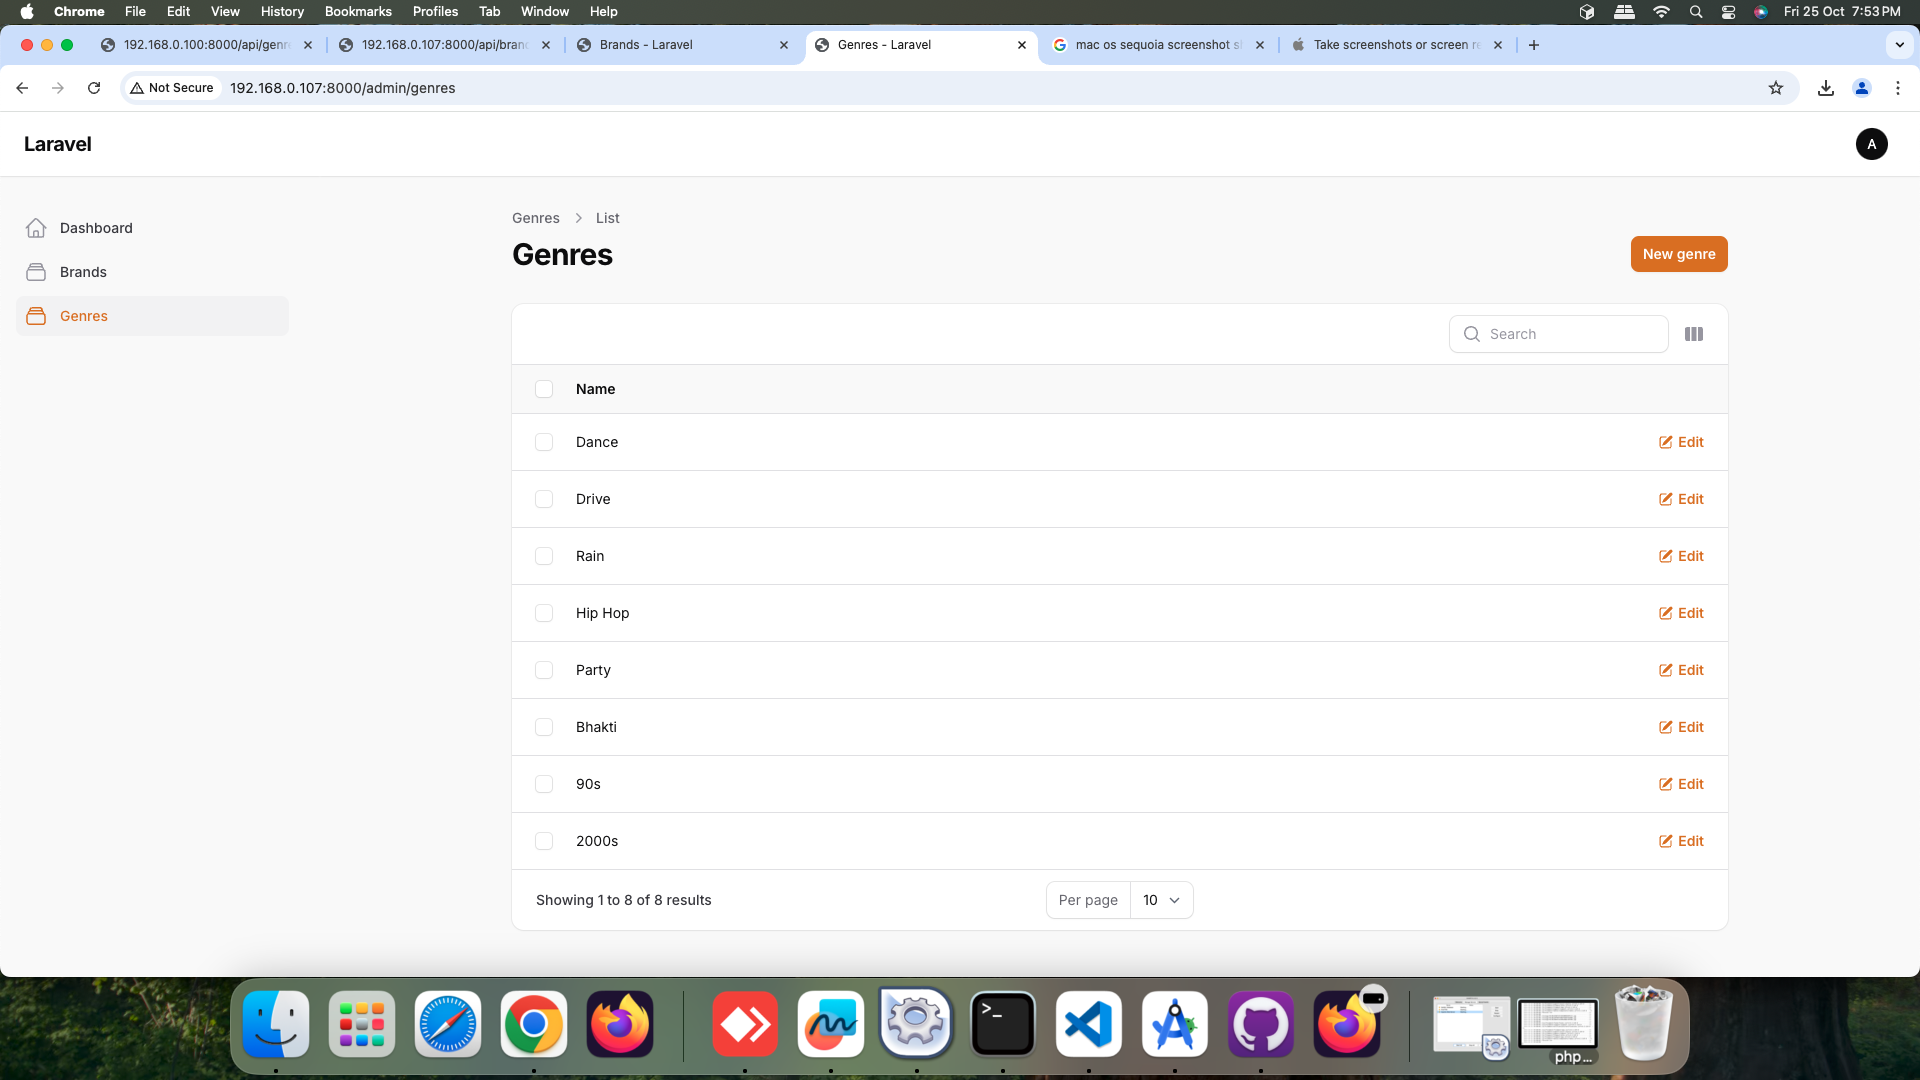 Chrome File Edit View History Bookmarks Profiles Tab Window Help Fri 25 Oct 7:53 PM
192.168.0.100:8000/api/genr 192.168.0.107:8000/api/bran Brands - Laravel Genres - Laravel mac os sequoia screenshot s Take screenshots or screen re
Not Secure 192.168.0.107:8000/admin/genres
Laravel A
Dashboard
Brands
Genres
Genres List
Genres
New genre
Search
Name
Dance Edit
Drive Edit
Rain Edit
Hip Hop Edit
Party Edit
Bhakti Edit
90s Edit
2000s Edit
Showing 1 to 8 of 8 results Per page 10
php...